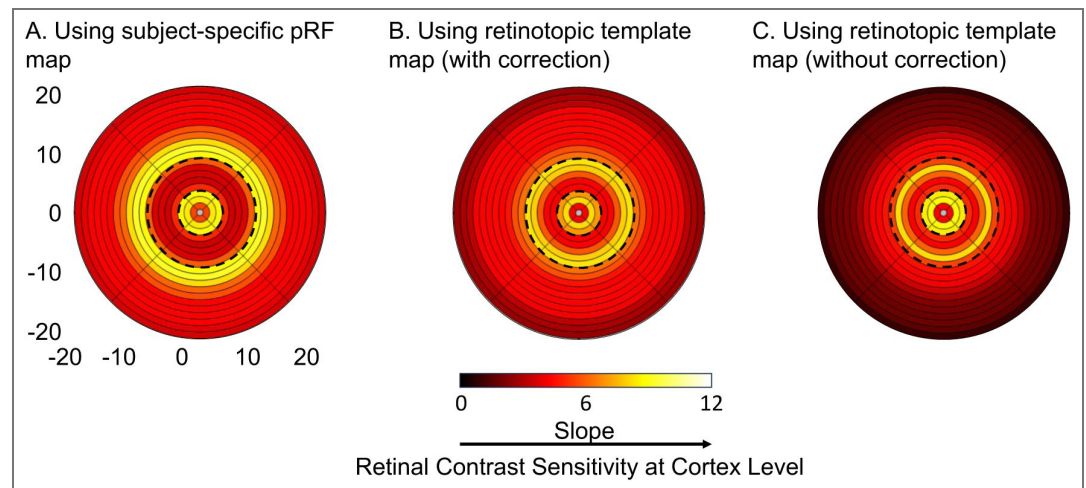 A. Using subject-specific pRF
map
B. Using retinotopic template
map (with correction)
C. Using retinotopic template
map (without correction)
20
10
0
-10
-20
-20 -10 0 10 20
0 6 12
Slope
Retinal Contrast Sensitivity at Cortex Level